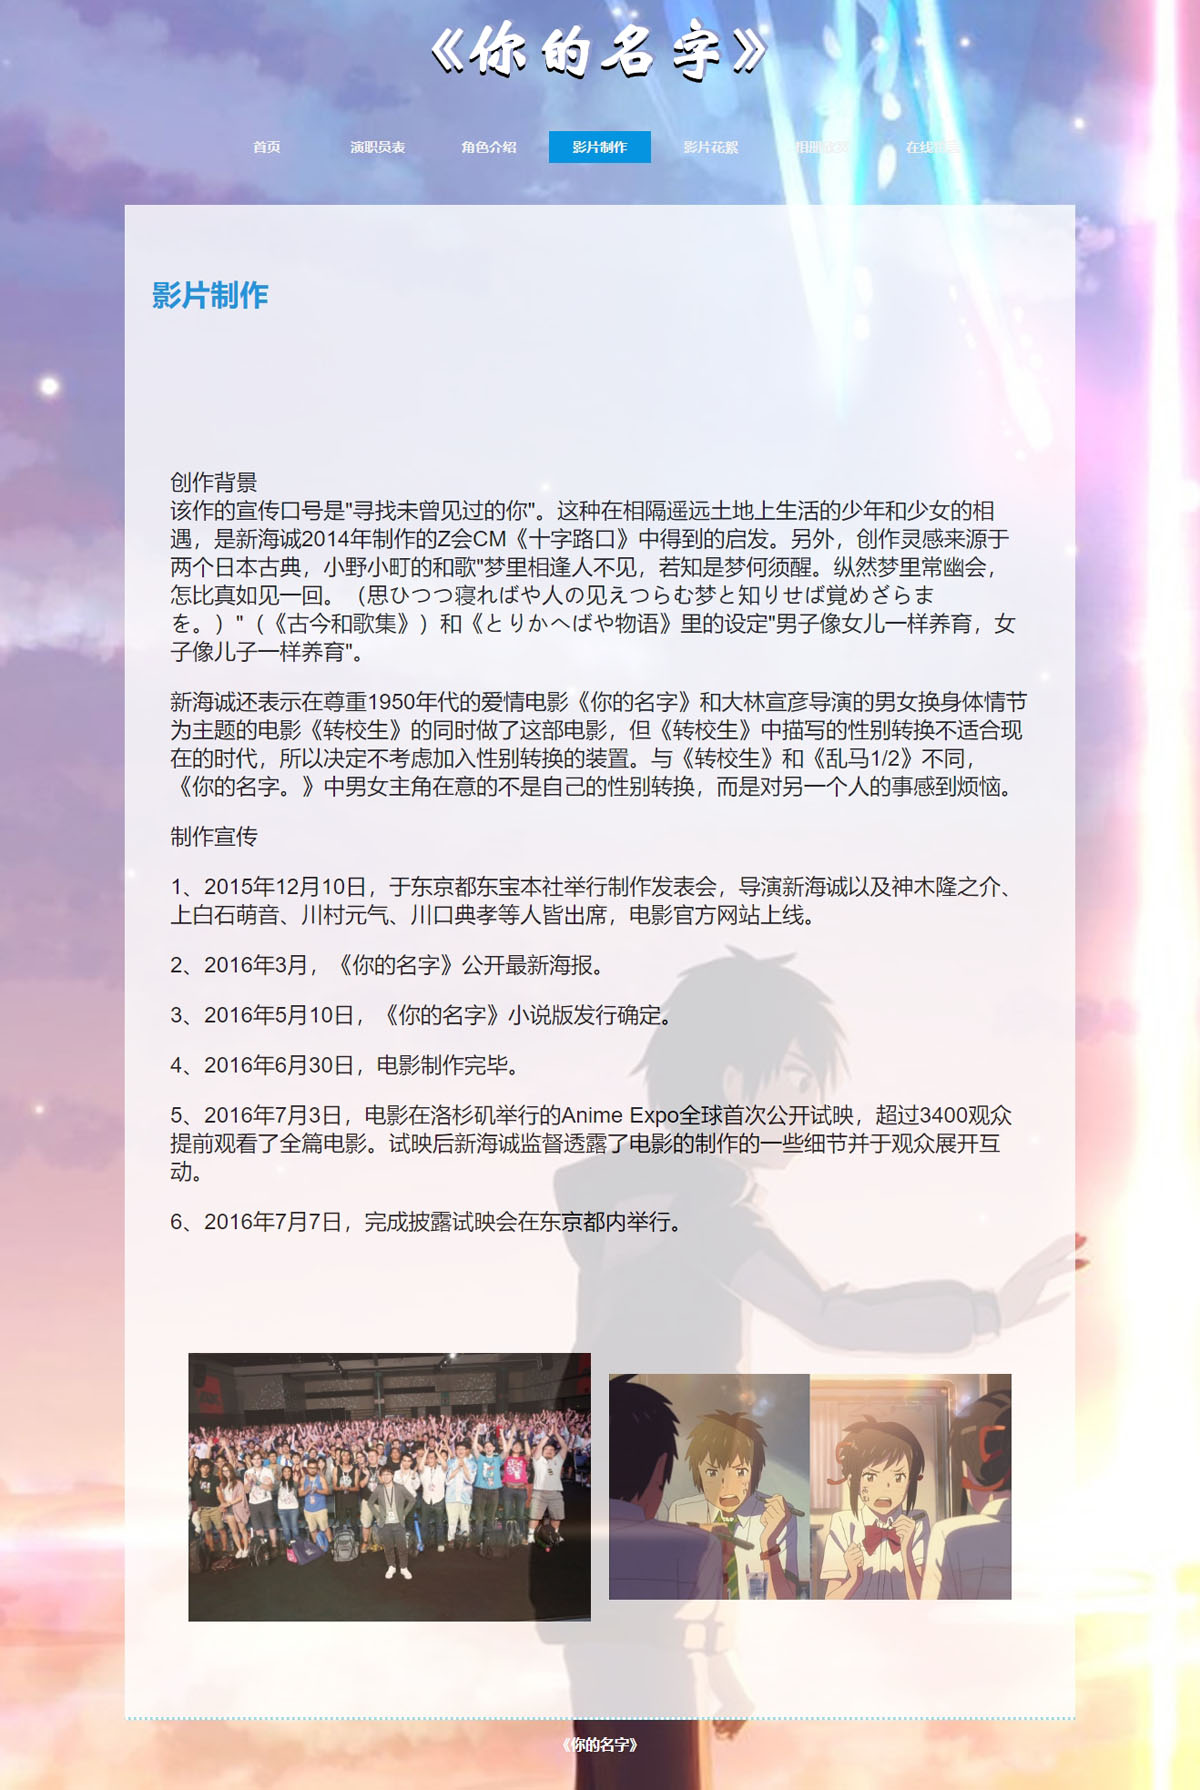 《你的名字》
首页 演职员表 角色介绍 影片制作 影片花絮 相册 在线
影片制作
创作背景
该作的宣传口号是"寻找未曾见过的你"。这种在相隔遥远土地上生活的少年和少女的相
遇，是新海诚2014年制作的Z会CM《十字路口》中得到的启发。另外，创作灵感来源于
两个日本古典，小野小町的和歌"梦里相逢人不见，若知是梦何须醒。纵然梦里常幽会，
怎比真如见一回。（思ひつつ寝ればや人の见えつらむ梦と知りせば覚めざらま
を。）"（《古今和歌集》）和《とりかへばや物语》里的设定"男子像女儿一样养育，女
子像儿子一样养育"。
新海诚还表示在尊重1950年代的爱情电影《你的名字》和大林宣彦导演的男女换身体情节
为主题的电影《转校生》的同时做了这部电影，但《转校生》中描写的性别转换不适合现
在的时代，所以决定不考虑加入性别转换的装置。与《转校生》和《乱马1/2》不同，
《你的名字。》中男女主角在意的不是自己的性别转换，而是对另一个人的事感到烦恼。
制作宣传
1、2015年12月10日，于东京都东宝本社举行制作发表会，导演新海诚以及神木隆之介、
上白石萌音、川村元气、川口典孝等人皆出席，电影官方网站上线。
2、2016年3月，《你的名字》公开最新海报。
3、2016年5月10日，《你的名字》小说版发行确定。
4、2016年6月30日，电影制作完毕。
5、2016年7月3日，电影在洛杉矶举行的Anime Expo全球首次公开试映，超过3400观众
提前观看了全篇电影。试映后新海诚监督透露了电影的制作的一些细节并于观众展开互
动。
6、2016年7月7日，完成披露试映会在东京都内举行。
《你的名字》